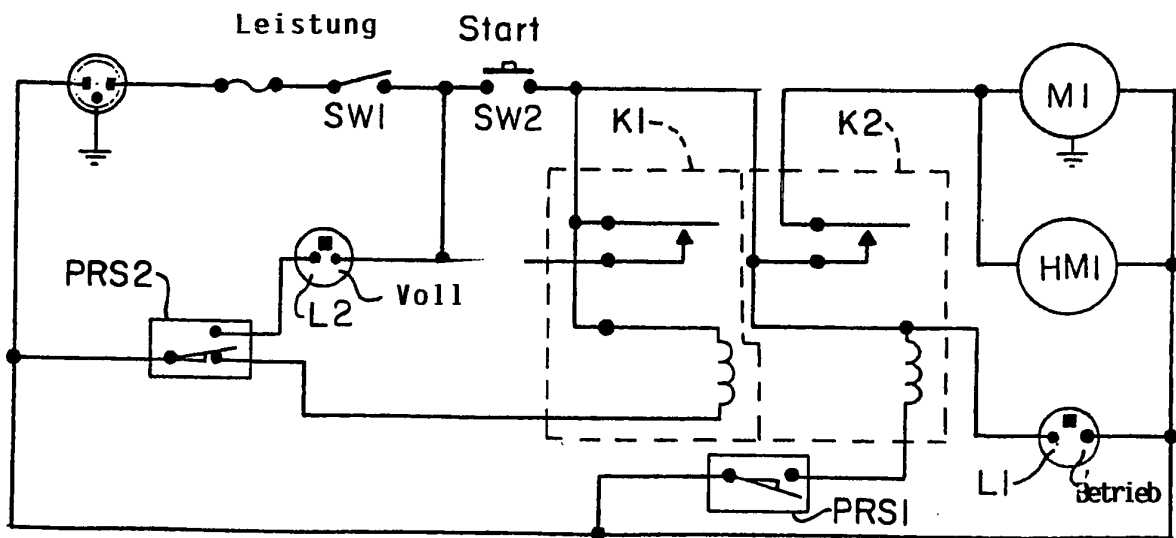 Leistung
Start
SW1
SW2
K1
K2
M1
HM1
PRS2
L2
Voll
L1
Betrieb
PRS1